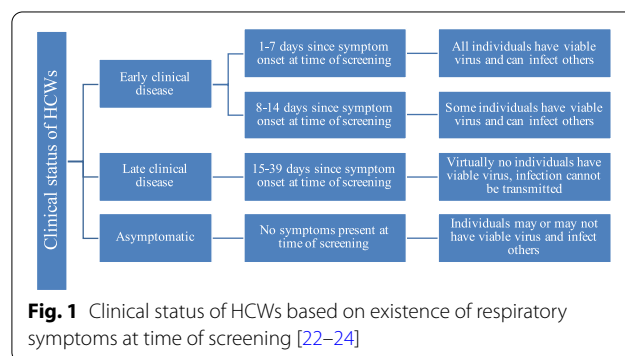 Clinical status of HCWs
Early clinical
disease
1-7 days since symptom
onset at time of screening
All individuals have viable
virus and can infect others
8-14 days since symptom
onset at time of screening
Some individuals have viable
virus and can infect others
Late clinical
disease
15-39 days since symptom
onset at time of screening
Virtually no individuals have
viable virus, infection cannot
be transmitted
Asymptomatic
No symptoms present at
time of screening
Individuals may or may not
have viable virus and infect
others
Fig. 1 Clinical status of HCWs based on existence of respiratory
symptoms at time of screening [22–24]